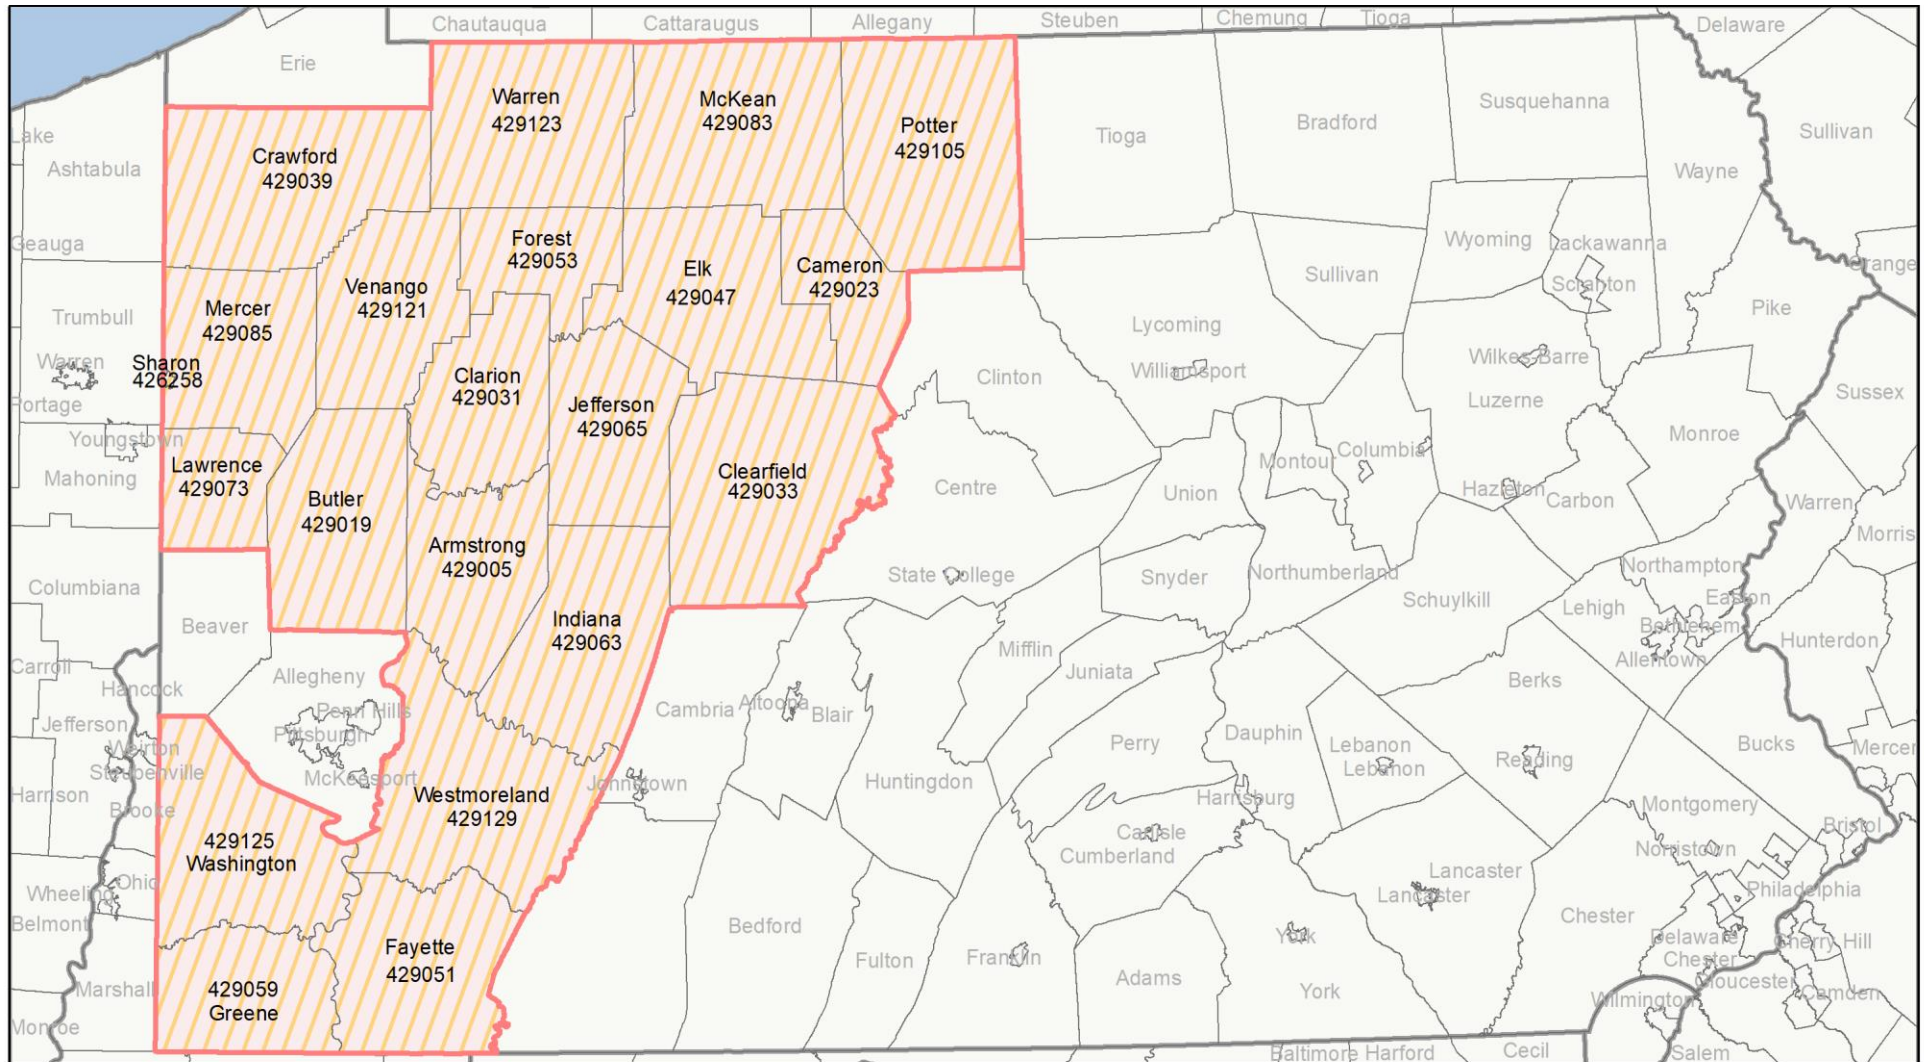 Chautauqua
Cattaraugus
Allegany
Steuben
Chemung
Tioga
Delaware
Erie
Warren
429123
McKean
429083
Potter
429105
Tioga
Bradford
Susquehanna
Sullivan
Lake
Ashtabula
Crawford
429039
Wayne
Geauga
Forest
429053
Elk
429047
Cameron
429023
Wyoming
Lackawanna
Scranton
Sullivan
Orange
Venango
429121
Mercer
429085
Trumbull
Warren
Sharon
426258
Lycoming
Williamsport
Pike
Wilkes-Barre
Luzerne
Clinton
Clarion
429031
Jefferson
429065
Portage
Youngstown
Mahoning
Sussex
Monroe
Columbia
Montour
Lawrence
429073
Butler
429019
Clearfield
429033
Centre
Union
Hazleton
Carbon
Warren
Morris
Armstrong
429005
State College
Snyder
Northumberland
Schuylkill
Northampton
Easton
Lehigh
Bethlehem
Allentown
Hunterdon
Columbiana
Beaver
Indiana
429063
Mifflin
Juniata
Berks
Carroll
Hancock
Allegheny
Penn Hills
Pittsburgh
McKeesport
Cambria
Altoona
Blair
Jefferson
Weirton
Steubenville
Perry
Dauphin
Lebanon
Lebanon
Reading
Bucks
Mercer
Harrison
Brooke
Johnstown
Huntingdon
Harrisburg
Westmoreland
429129
Carlisle
Cumberland
Montgomery
Bristol
Norristown
429125
Washington
Lancaster
Lancaster
Philadelphia
Wheeling
Ohio
Belmont
Bedford
Chester
Fayette
429051
Fulton
Franklin
York
Delaware
Chester
Cherry Hill
Gloucester
Camden
Marshall
429059
Greene
Adams
York
Wilmington
Monroe
Baltimore
Harford
Cecil
Salem